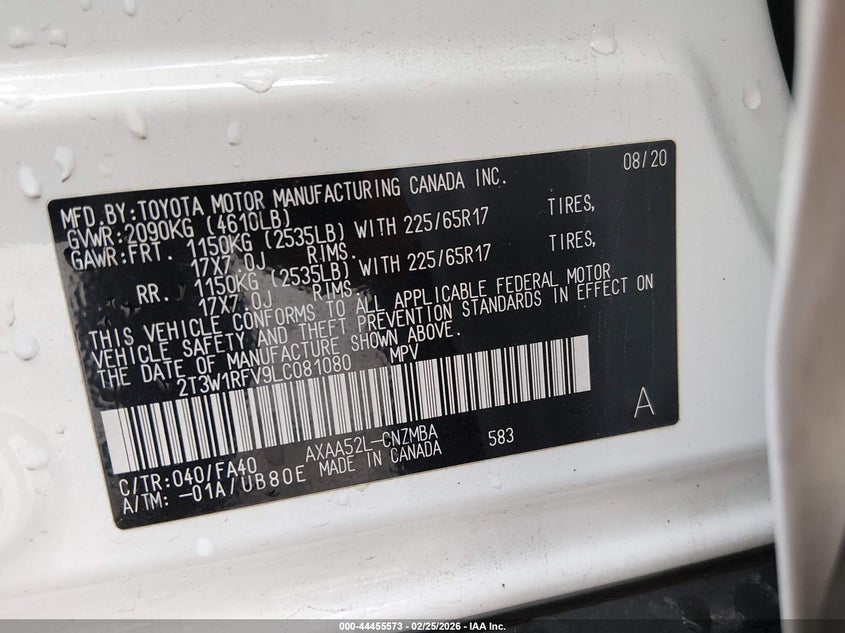 08/20
MFD.BY:TOYOTA MOTOR MANUFACTURING CANADA INC.
GVWR:2090KG (4610LB)
GAWR:FRT. 1150KG (2535LB) WITH 225/65R17 TIRES,
17X7.0J RIMS.
RR. 1150KG (2535LB) WITH 225/65R17 TIRES,
17X7.0J RIMS.
THIS VEHICLE CONFORMS TO ALL APPLICABLE FEDERAL MOTOR
VEHICLE SAFETY AND THEFT PREVENTION STANDARDS IN EFFECT ON
THE DATE OF MANUFACTURE SHOWN ABOVE.
2T3W1RFV9LC081080 MPV
A
C/TR:040/FA40 AXAA52L-CNZMBA 583
A/TM: -01A/UB80E MADE IN CANADA
000-44455573 - 02/25/2026 - IAA Inc.